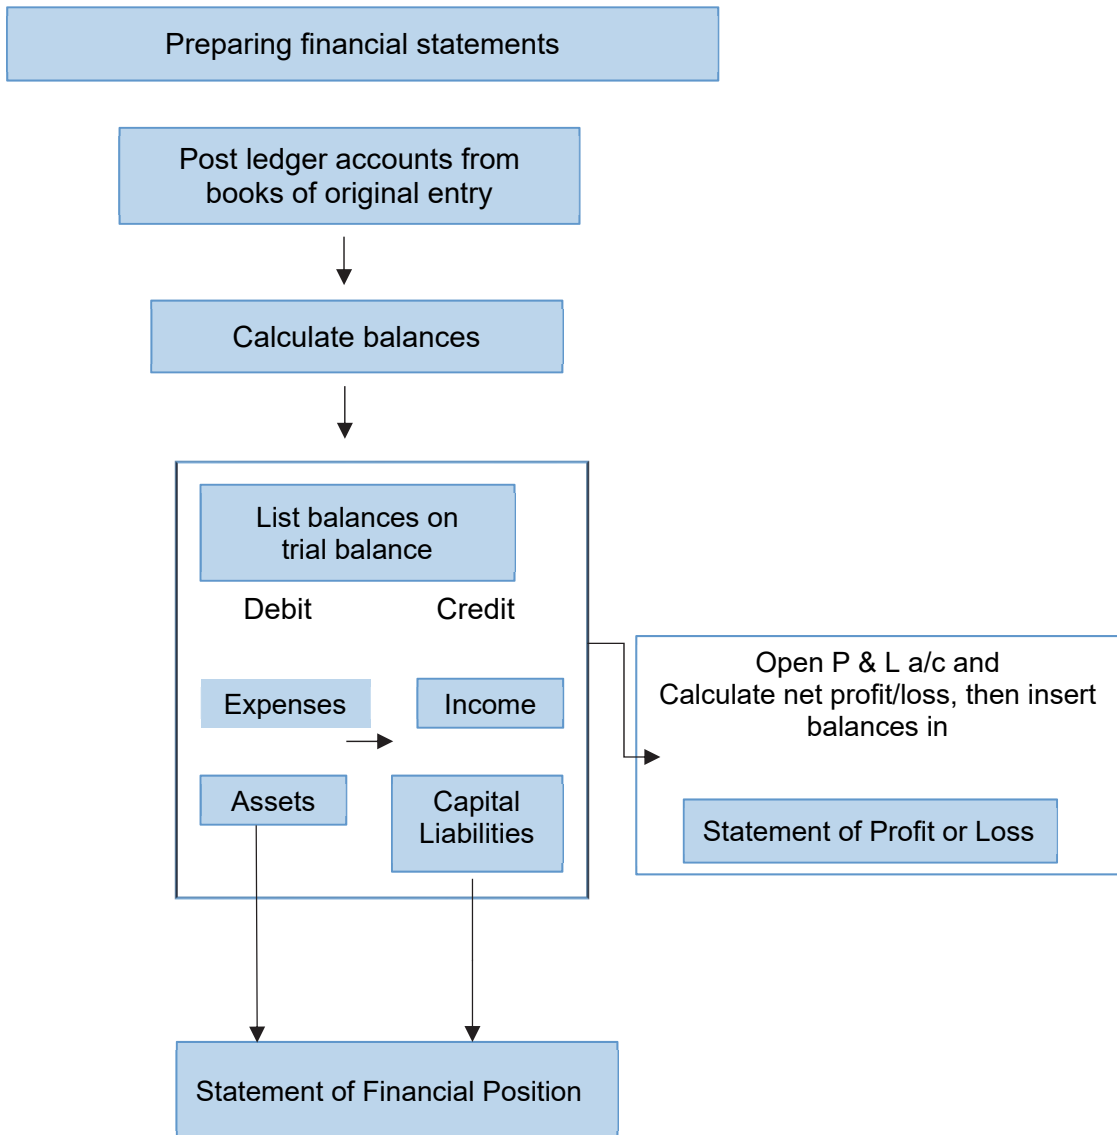 Preparing financial statements
Post ledger accounts from
books of original entry
Calculate balances
List balances on
trial balance
Debit
Credit
Expenses
Income
Assets
Capital
Liabilities
Open P & L a/c and
Calculate net profit/loss, then insert
balances in
Statement of Profit or Loss
Statement of Financial Position